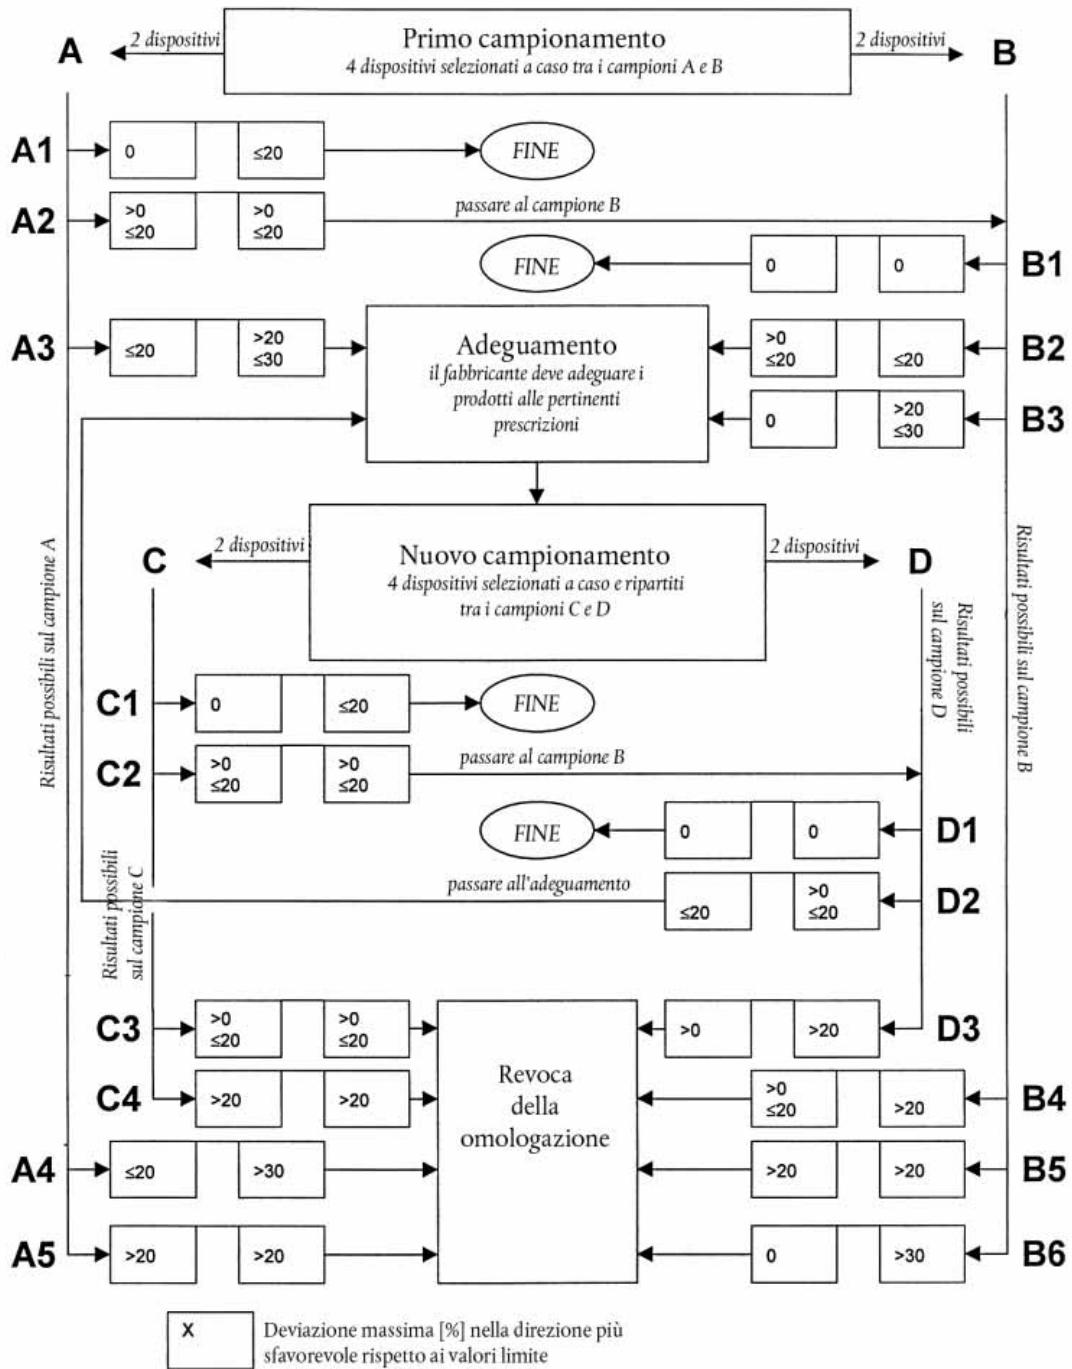 A
2 dispositivi
Primo campionamento
4 dispositivi selezionati a caso tra i campioni A e B
2 dispositivi
B
A1
0
≤20
FINE
A2
>0
≤20
>0
≤20
passare al campione B
FINE
0
0
B1
A3
≤20
>20
≤30
Adeguamento
il fabbricante deve adeguare i
prodotti alle pertinenti
prescrizioni
>0
≤20
≤20
B2
0
>20
≤30
B3
Risultati possibili sul campione A
C
2 dispositivi
Nuovo campionamento
4 dispositivi selezionati a caso e ripartiti
tra i campioni C e D
2 dispositivi
D
Risultati possibili
sul campione D
Risultati possibili sul campione B
C1
0
≤20
FINE
C2
>0
≤20
>0
≤20
passare al campione B
FINE
0
0
D1
passare all'adeguamento
≤20
>0
≤20
D2
Risultati possibili
sul campione C
C3
>0
≤20
>0
≤20
Revoca
della
omologazione
>0
>20
D3
C4
>20
>20
>0
≤20
>20
B4
A4
≤20
>30
>20
>20
B5
A5
>20
>20
0
>30
B6
X
Deviazione massima [%] nella direzione più
sfavorevole rispetto ai valori limite